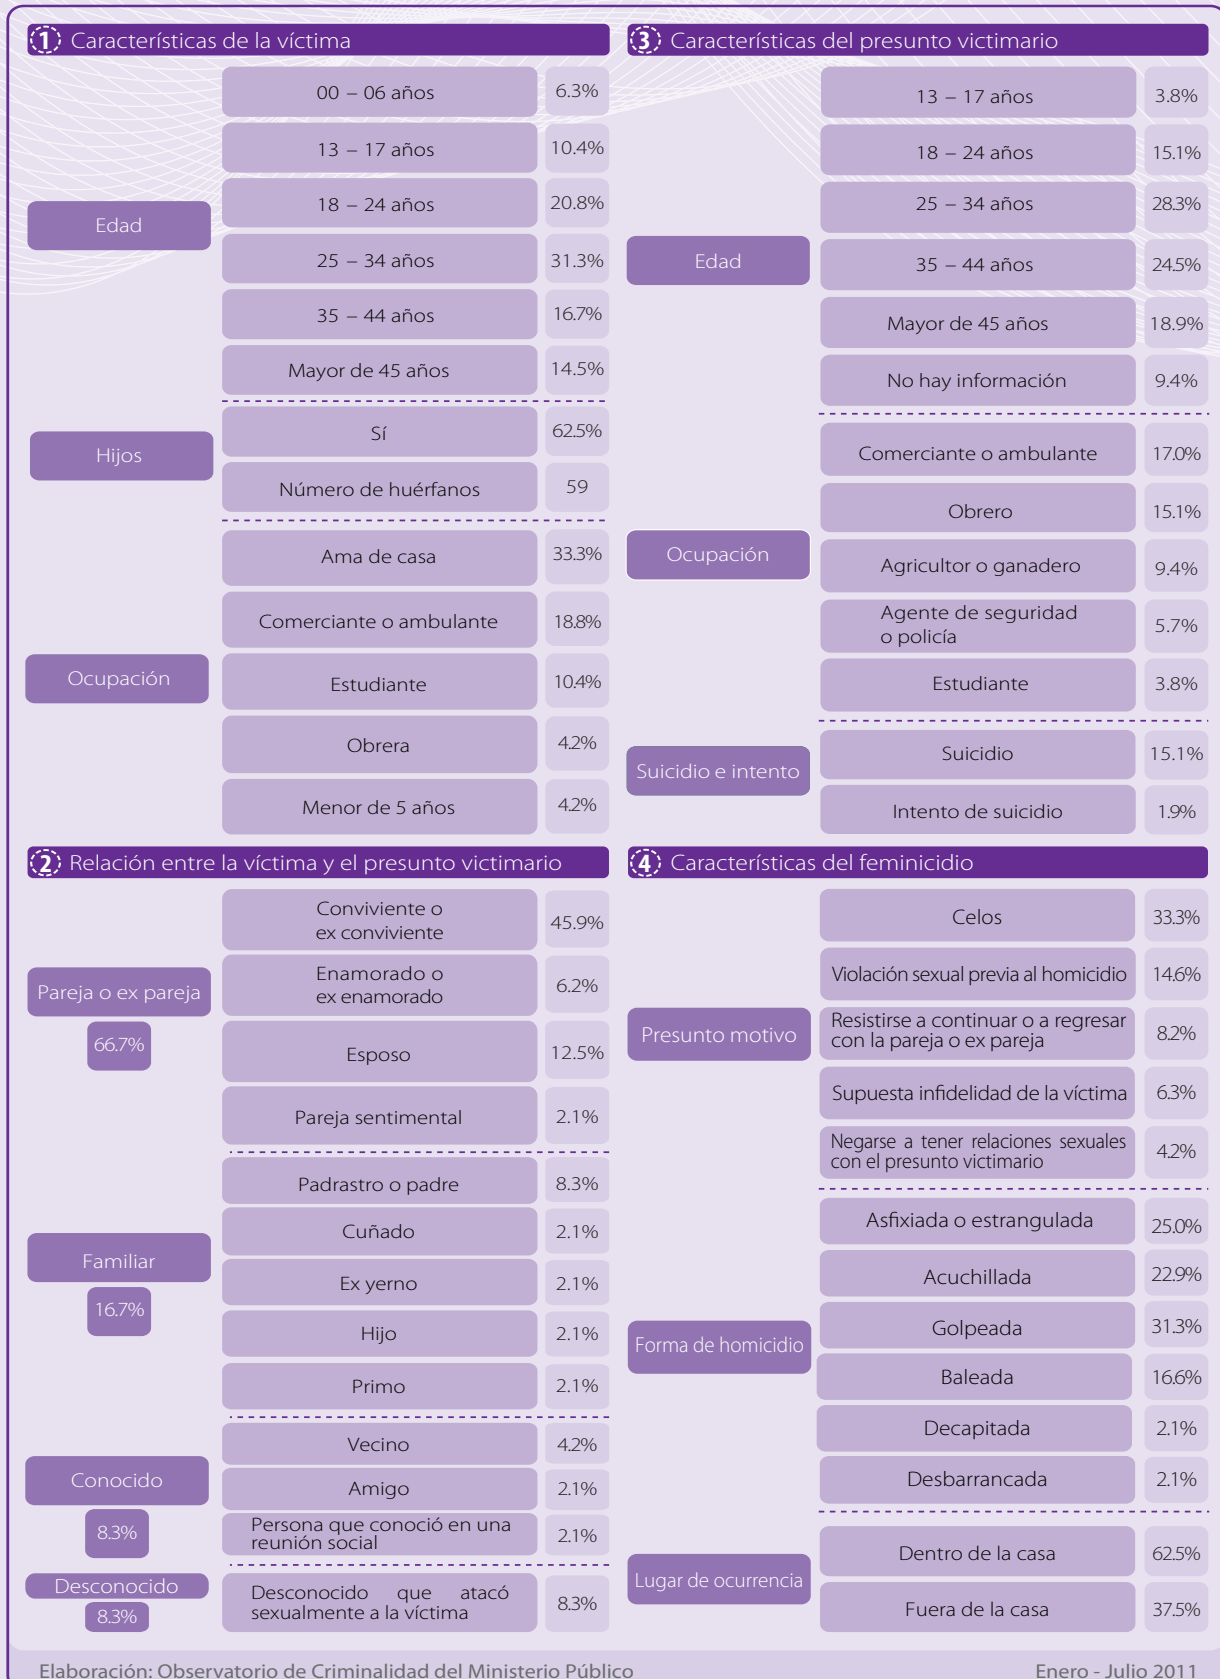 1 Características de la víctima
Edad
00 – 06 años 6.3%
13 – 17 años 10.4%
18 – 24 años 20.8%
25 – 34 años 31.3%
35 – 44 años 16.7%
Mayor de 45 años 14.5%
Hijos
Sí 62.5%
Número de huérfanos 59
Ocupación
Ama de casa 33.3%
Comerciante o ambulante 18.8%
Estudiante 10.4%
Obrera 4.2%
Menor de 5 años 4.2%
2 Relación entre la víctima y el presunto victimario
Pareja o ex pareja
66.7%
Conviviente o
ex conviviente 45.9%
Enamorado o
ex enamorado 6.2%
Esposo 12.5%
Pareja sentimental 2.1%
Familiar
16.7%
Padrastro o padre 8.3%
Cuñado 2.1%
Ex yerno 2.1%
Hijo 2.1%
Primo 2.1%
Conocido
8.3%
Vecino 4.2%
Amigo 2.1%
Persona que conoció en una
reunión social 2.1%
Desconocido
8.3%
Desconocido que atacó
sexualmente a la víctima 8.3%
3 Características del presunto victimario
Edad
13 – 17 años 3.8%
18 – 24 años 15.1%
25 – 34 años 28.3%
35 – 44 años 24.5%
Mayor de 45 años 18.9%
No hay información 9.4%
Ocupación
Comerciante o ambulante 17.0%
Obrero 15.1%
Agricultor o ganadero 9.4%
Agente de seguridad
o policía 5.7%
Estudiante 3.8%
Suicidio e intento
Suicidio 15.1%
Intento de suicidio 1.9%
4 Características del feminicidio
Presunto motivo
Celos 33.3%
Violación sexual previa al homicidio 14.6%
Resistirse a continuar o a regresar
con la pareja o ex pareja 8.2%
Supuesta infidelidad de la víctima 6.3%
Negarse a tener relaciones sexuales
con el presunto victimario 4.2%
Forma de homicidio
Asfixiada o estrangulada 25.0%
Acuchillada 22.9%
Golpeada 31.3%
Baleada 16.6%
Decapitada 2.1%
Desbarrancada 2.1%
Lugar de ocurrencia
Dentro de la casa 62.5%
Fuera de la casa 37.5%
Elaboración: Observatorio de Criminalidad del Ministerio Público
Enero - Julio 2011